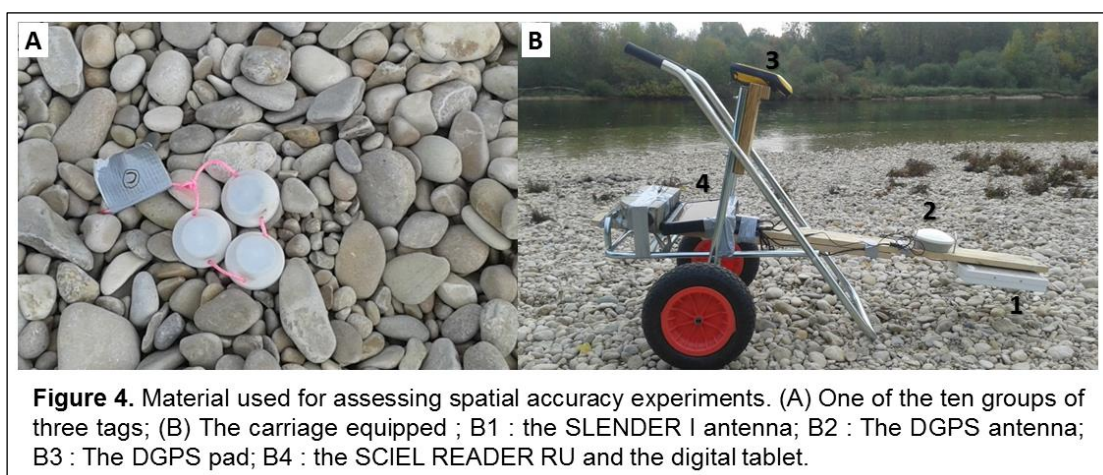 A
B
3
4
2
1
Figure 4. Material used for assessing spatial accuracy experiments. (A) One of the ten groups of
three tags; (B) The carriage equipped ; B1 : the SLENDER I antenna; B2 : The DGPS antenna;
B3 : The DGPS pad; B4 : the SCIEL READER RU and the digital tablet.